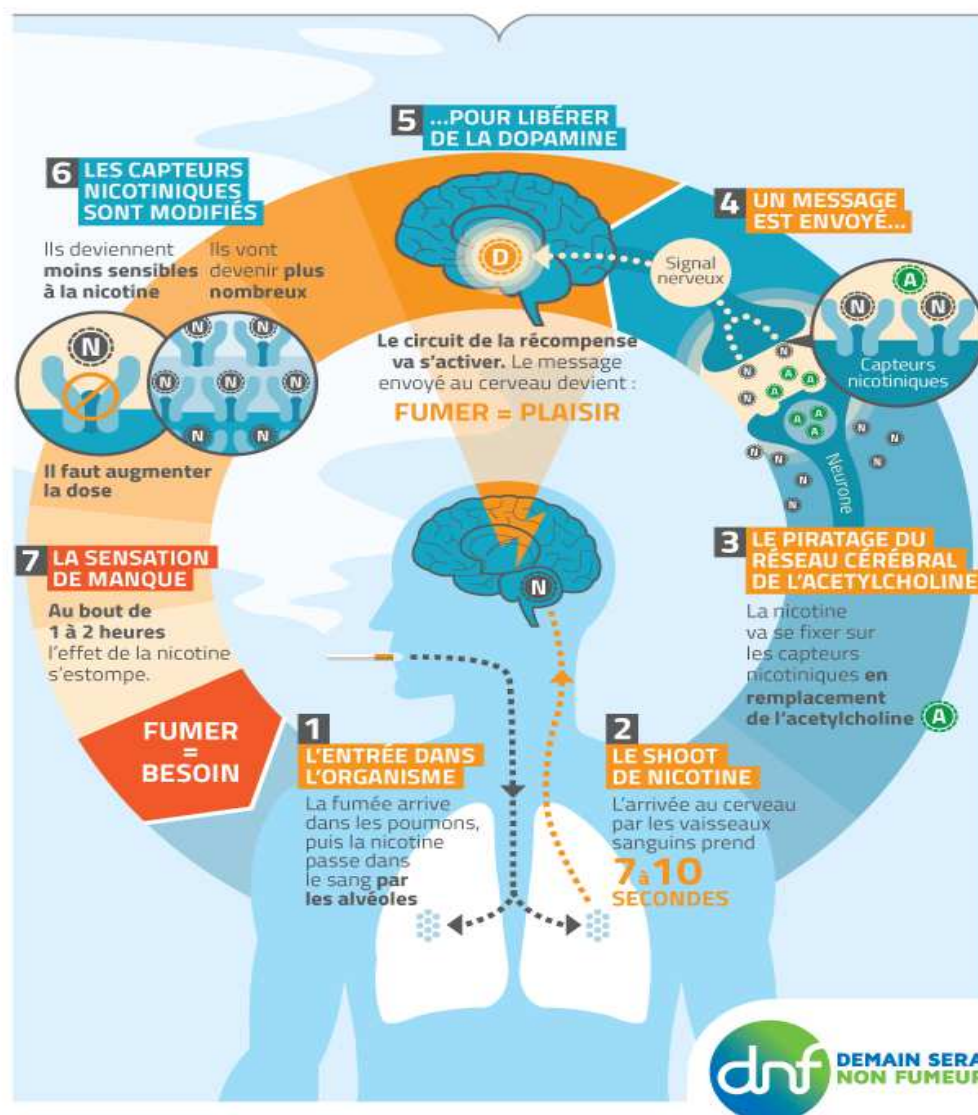 5 ...POUR LIBÉRER
DE LA DOPAMINE
6 LES CAPTEURS
NICOTINIQUES
SONT MODIFIÉS
Ils deviennent
moins sensibles
à la nicotine
Ils vont
devenir plus
nombreux
N
N N
N N N
N N
Il faut augmenter
la dose
4 UN MESSAGE
EST ENVOYÉ...
D
Signal
nerveux
A
N N
Capteurs
nicotiniques
Le circuit de la récompense
va s'activer. Le message
envoyé au cerveau devient :
FUMER = PLAISIR
N
N A A
N A A
A
A A
N N
N N
N N
N
Neurone
7 LA SENSATION
DE MANQUE
Au bout de
1 à 2 heures
l'effet de la nicotine
s'estompe.
FUMER
=
BESOIN
N
3 LE PIRATAGE DU
RÉSEAU CÉRÉBRAL
DE L'ACETYLCHOLINE
La nicotine
va se fixer sur
les capteurs
nicotiniques en
remplacement
de l'acetylcholine A
1
L'ENTRÉE DANS
L'ORGANISME
La fumée arrive
dans les poumons,
puis la nicotine
passe dans
le sang par
les alvéoles
2
LE SHOOT
DE NICOTINE
L'arrivée au cerveau
par les vaisseaux
sanguins prend
7 à 10
SECONDES
dnf DEMAIN SERA
NON FUMEUR